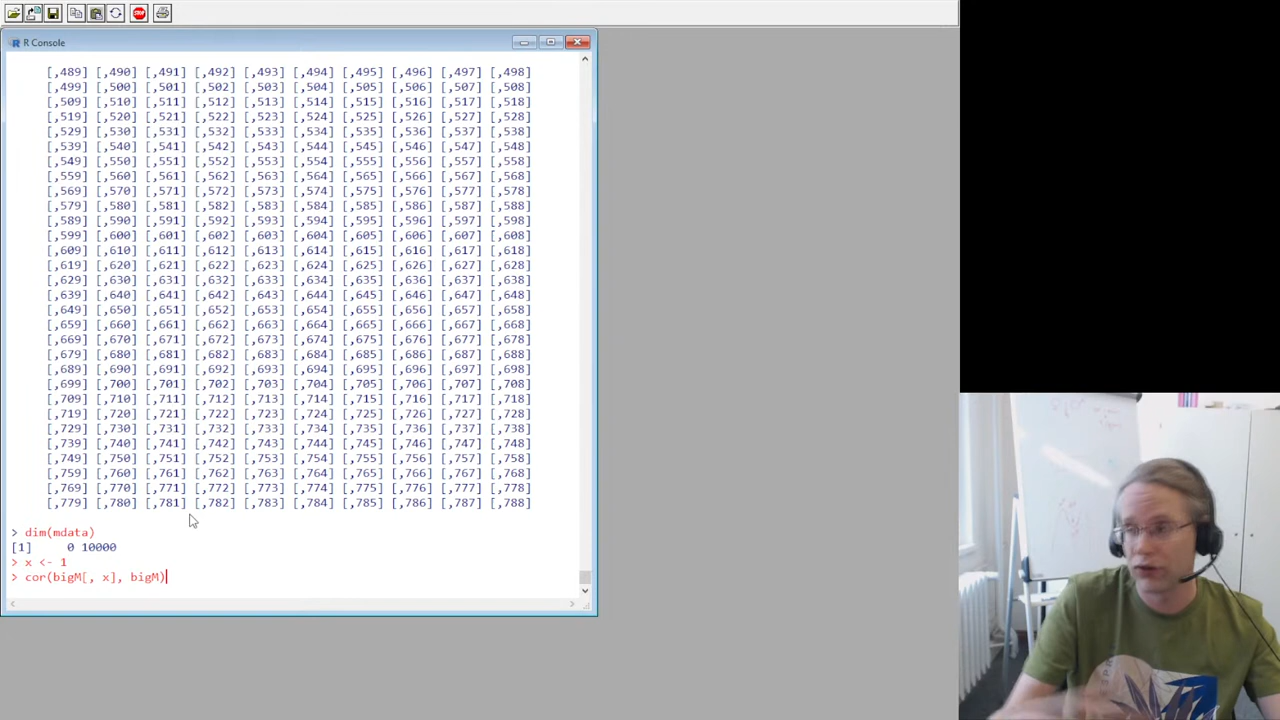 R Console
[,489] [,490] [,491] [,492] [,493] [,494] [,495] [,496] [,497] [,498]
[,499] [,500] [,501] [,502] [,503] [,504] [,505] [,506] [,507] [,508]
[,509] [,510] [,511] [,512] [,513] [,514] [,515] [,516] [,517] [,518]
[,519] [,520] [,521] [,522] [,523] [,524] [,525] [,526] [,527] [,528]
[,529] [,530] [,531] [,532] [,533] [,534] [,535] [,536] [,537] [,538]
[,539] [,540] [,541] [,542] [,543] [,544] [,545] [,546] [,547] [,548]
[,549] [,550] [,551] [,552] [,553] [,554] [,555] [,556] [,557] [,558]
[,559] [,560] [,561] [,562] [,563] [,564] [,565] [,566] [,567] [,568]
[,569] [,570] [,571] [,572] [,573] [,574] [,575] [,576] [,577] [,578]
[,579] [,580] [,581] [,582] [,583] [,584] [,585] [,586] [,587] [,588]
[,589] [,590] [,591] [,592] [,593] [,594] [,595] [,596] [,597] [,598]
[,599] [,600] [,601] [,602] [,603] [,604] [,605] [,606] [,607] [,608]
[,609] [,610] [,611] [,612] [,613] [,614] [,615] [,616] [,617] [,618]
[,619] [,620] [,621] [,622] [,623] [,624] [,625] [,626] [,627] [,628]
[,629] [,630] [,631] [,632] [,633] [,634] [,635] [,636] [,637] [,638]
[,639] [,640] [,641] [,642] [,643] [,644] [,645] [,646] [,647] [,648]
[,649] [,650] [,651] [,652] [,653] [,654] [,655] [,656] [,657] [,658]
[,659] [,660] [,661] [,662] [,663] [,664] [,665] [,666] [,667] [,668]
[,669] [,670] [,671] [,672] [,673] [,674] [,675] [,676] [,677] [,678]
[,679] [,680] [,681] [,682] [,683] [,684] [,685] [,686] [,687] [,688]
[,689] [,690] [,691] [,692] [,693] [,694] [,695] [,696] [,697] [,698]
[,699] [,700] [,701] [,702] [,703] [,704] [,705] [,706] [,707] [,708]
[,709] [,710] [,711] [,712] [,713] [,714] [,715] [,716] [,717] [,718]
[,719] [,720] [,721] [,722] [,723] [,724] [,725] [,726] [,727] [,728]
[,729] [,730] [,731] [,732] [,733] [,734] [,735] [,736] [,737] [,738]
[,739] [,740] [,741] [,742] [,743] [,744] [,745] [,746] [,747] [,748]
[,749] [,750] [,751] [,752] [,753] [,754] [,755] [,756] [,757] [,758]
[,759] [,760] [,761] [,762] [,763] [,764] [,765] [,766] [,767] [,768]
[,769] [,770] [,771] [,772] [,773] [,774] [,775] [,776] [,777] [,778]
[,779] [,780] [,781] [,782] [,783] [,784] [,785] [,786] [,787] [,788]
> dim(mdata)
[1]     0 10000
> x <- 1
> cor(bigM[, x], bigM)